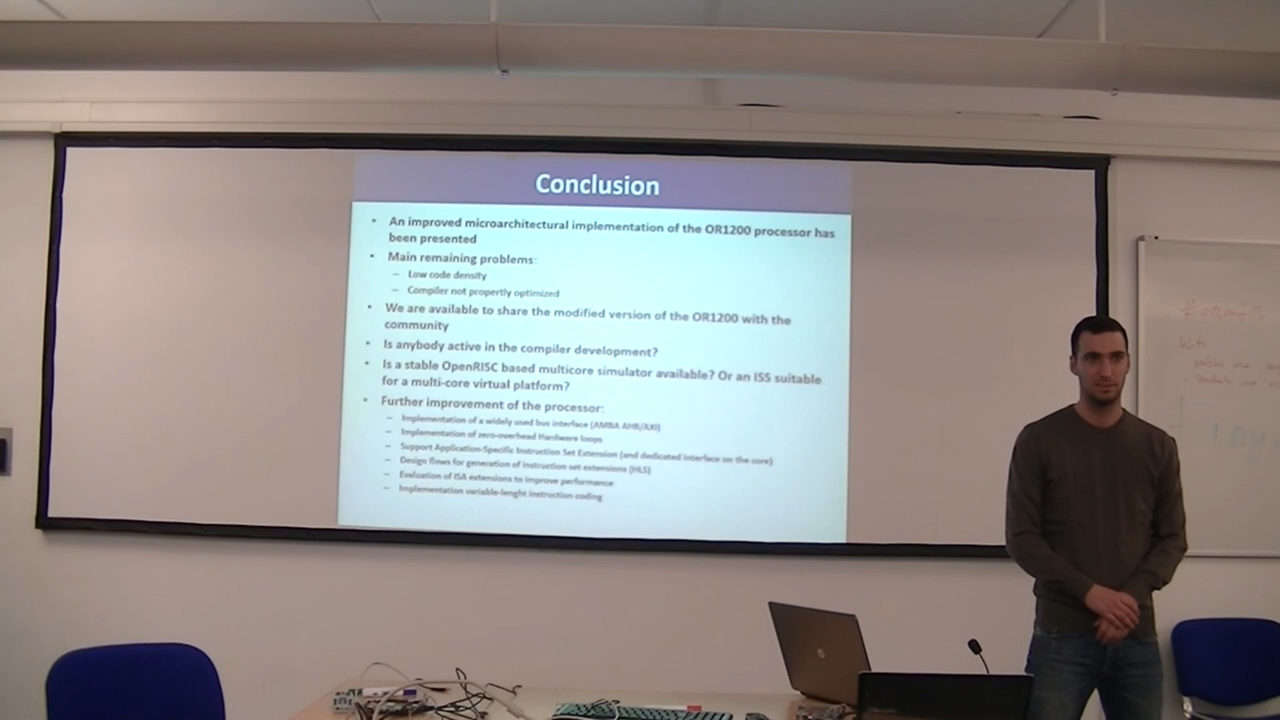 Conclusion
• An improved microarchitectural implementation of the OR1200 processor has
been presented
• Main remaining problems:
– Low code density
– Compiler not propertly optimized
• We are available to share the modified version of the OR1200 with the
community
• Is anybody active in the compiler development?
• Is a stable OpenRISC based multicore simulator available? Or an ISS suitable
for a multi-core virtual platform?
• Further improvement of the processor:
– Implementation of a widely used bus interface (AMBA AHB/AXI)
– Implementation of zero-overhead Hardware loops
– Support Application-Specific Instruction Set Extension (and dedicated interface on the core)
– Design flows for generation of instruction set extensions (HLS)
– Evaluation of ISA extensions to improve performance
– Implementation variable-lenght instruction coding
hp